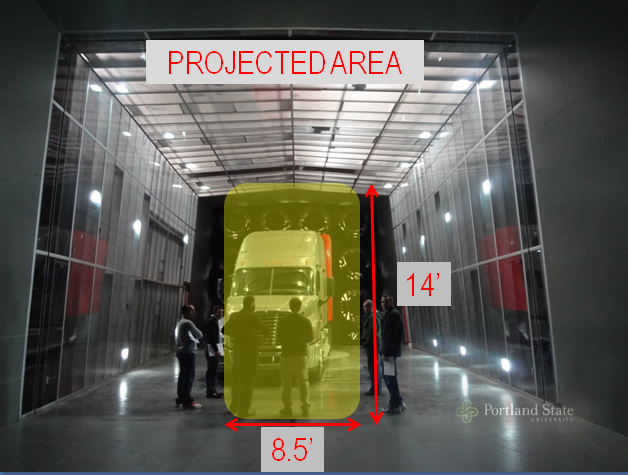 PROJECTED AREA
14’
8.5’
Portland State
UNIVERSITY